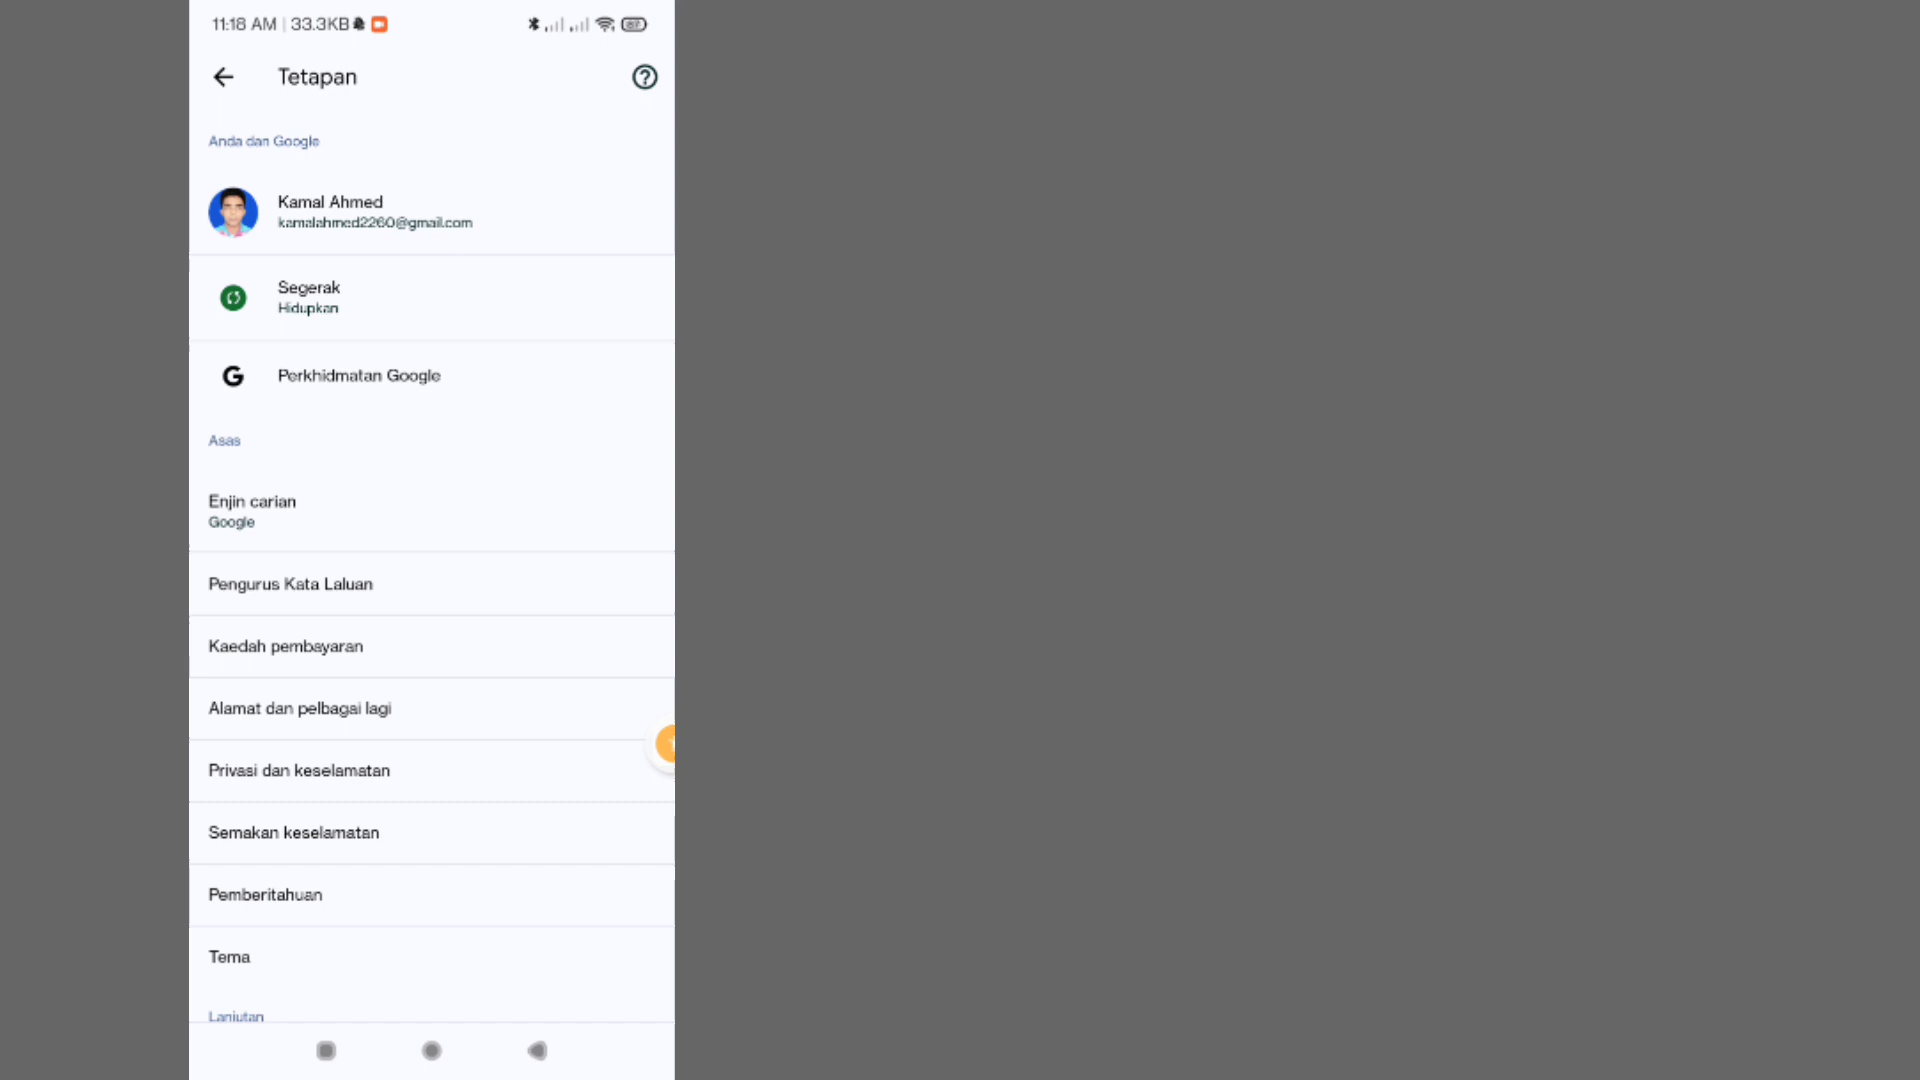 11:18 AM | 33.3KB
Tetapan
Anda dan Google
Kamal Ahmed
kamalahmed2260@gmail.com
Segerak
Hidupkan
Perkhidmatan Google
Asas
Enjin carian
Google
Pengurus Kata Laluan
Kaedah pembayaran
Alamat dan pelbagai lagi
Privasi dan keselamatan
Semakan keselamatan
Pemberitahuan
Tema
Lanjutan